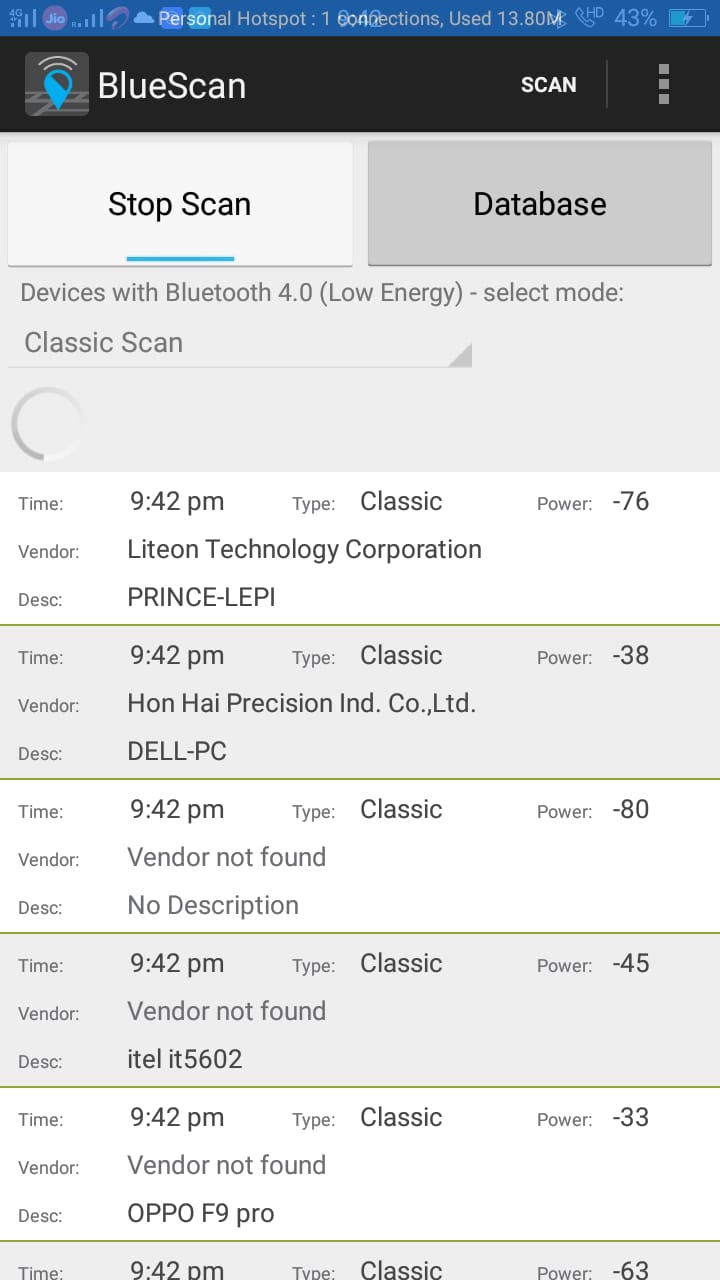 4G Jio R Personal Hotspot : 1 connections, Used 13.80M HD 43%
BlueScan SCAN
Stop Scan Database
Devices with Bluetooth 4.0 (Low Energy) - select mode:
Classic Scan
Time: 9:42 pm Type: Classic Power: -76
Vendor: Liteon Technology Corporation
Desc: PRINCE-LEPI
Time: 9:42 pm Type: Classic Power: -38
Vendor: Hon Hai Precision Ind. Co.,Ltd.
Desc: DELL-PC
Time: 9:42 pm Type: Classic Power: -80
Vendor: Vendor not found
Desc: No Description
Time: 9:42 pm Type: Classic Power: -45
Vendor: Vendor not found
Desc: itel it5602
Time: 9:42 pm Type: Classic Power: -33
Vendor: Vendor not found
Desc: OPPO F9 pro
Time: 9:42 pm Type: Classic Power: -63